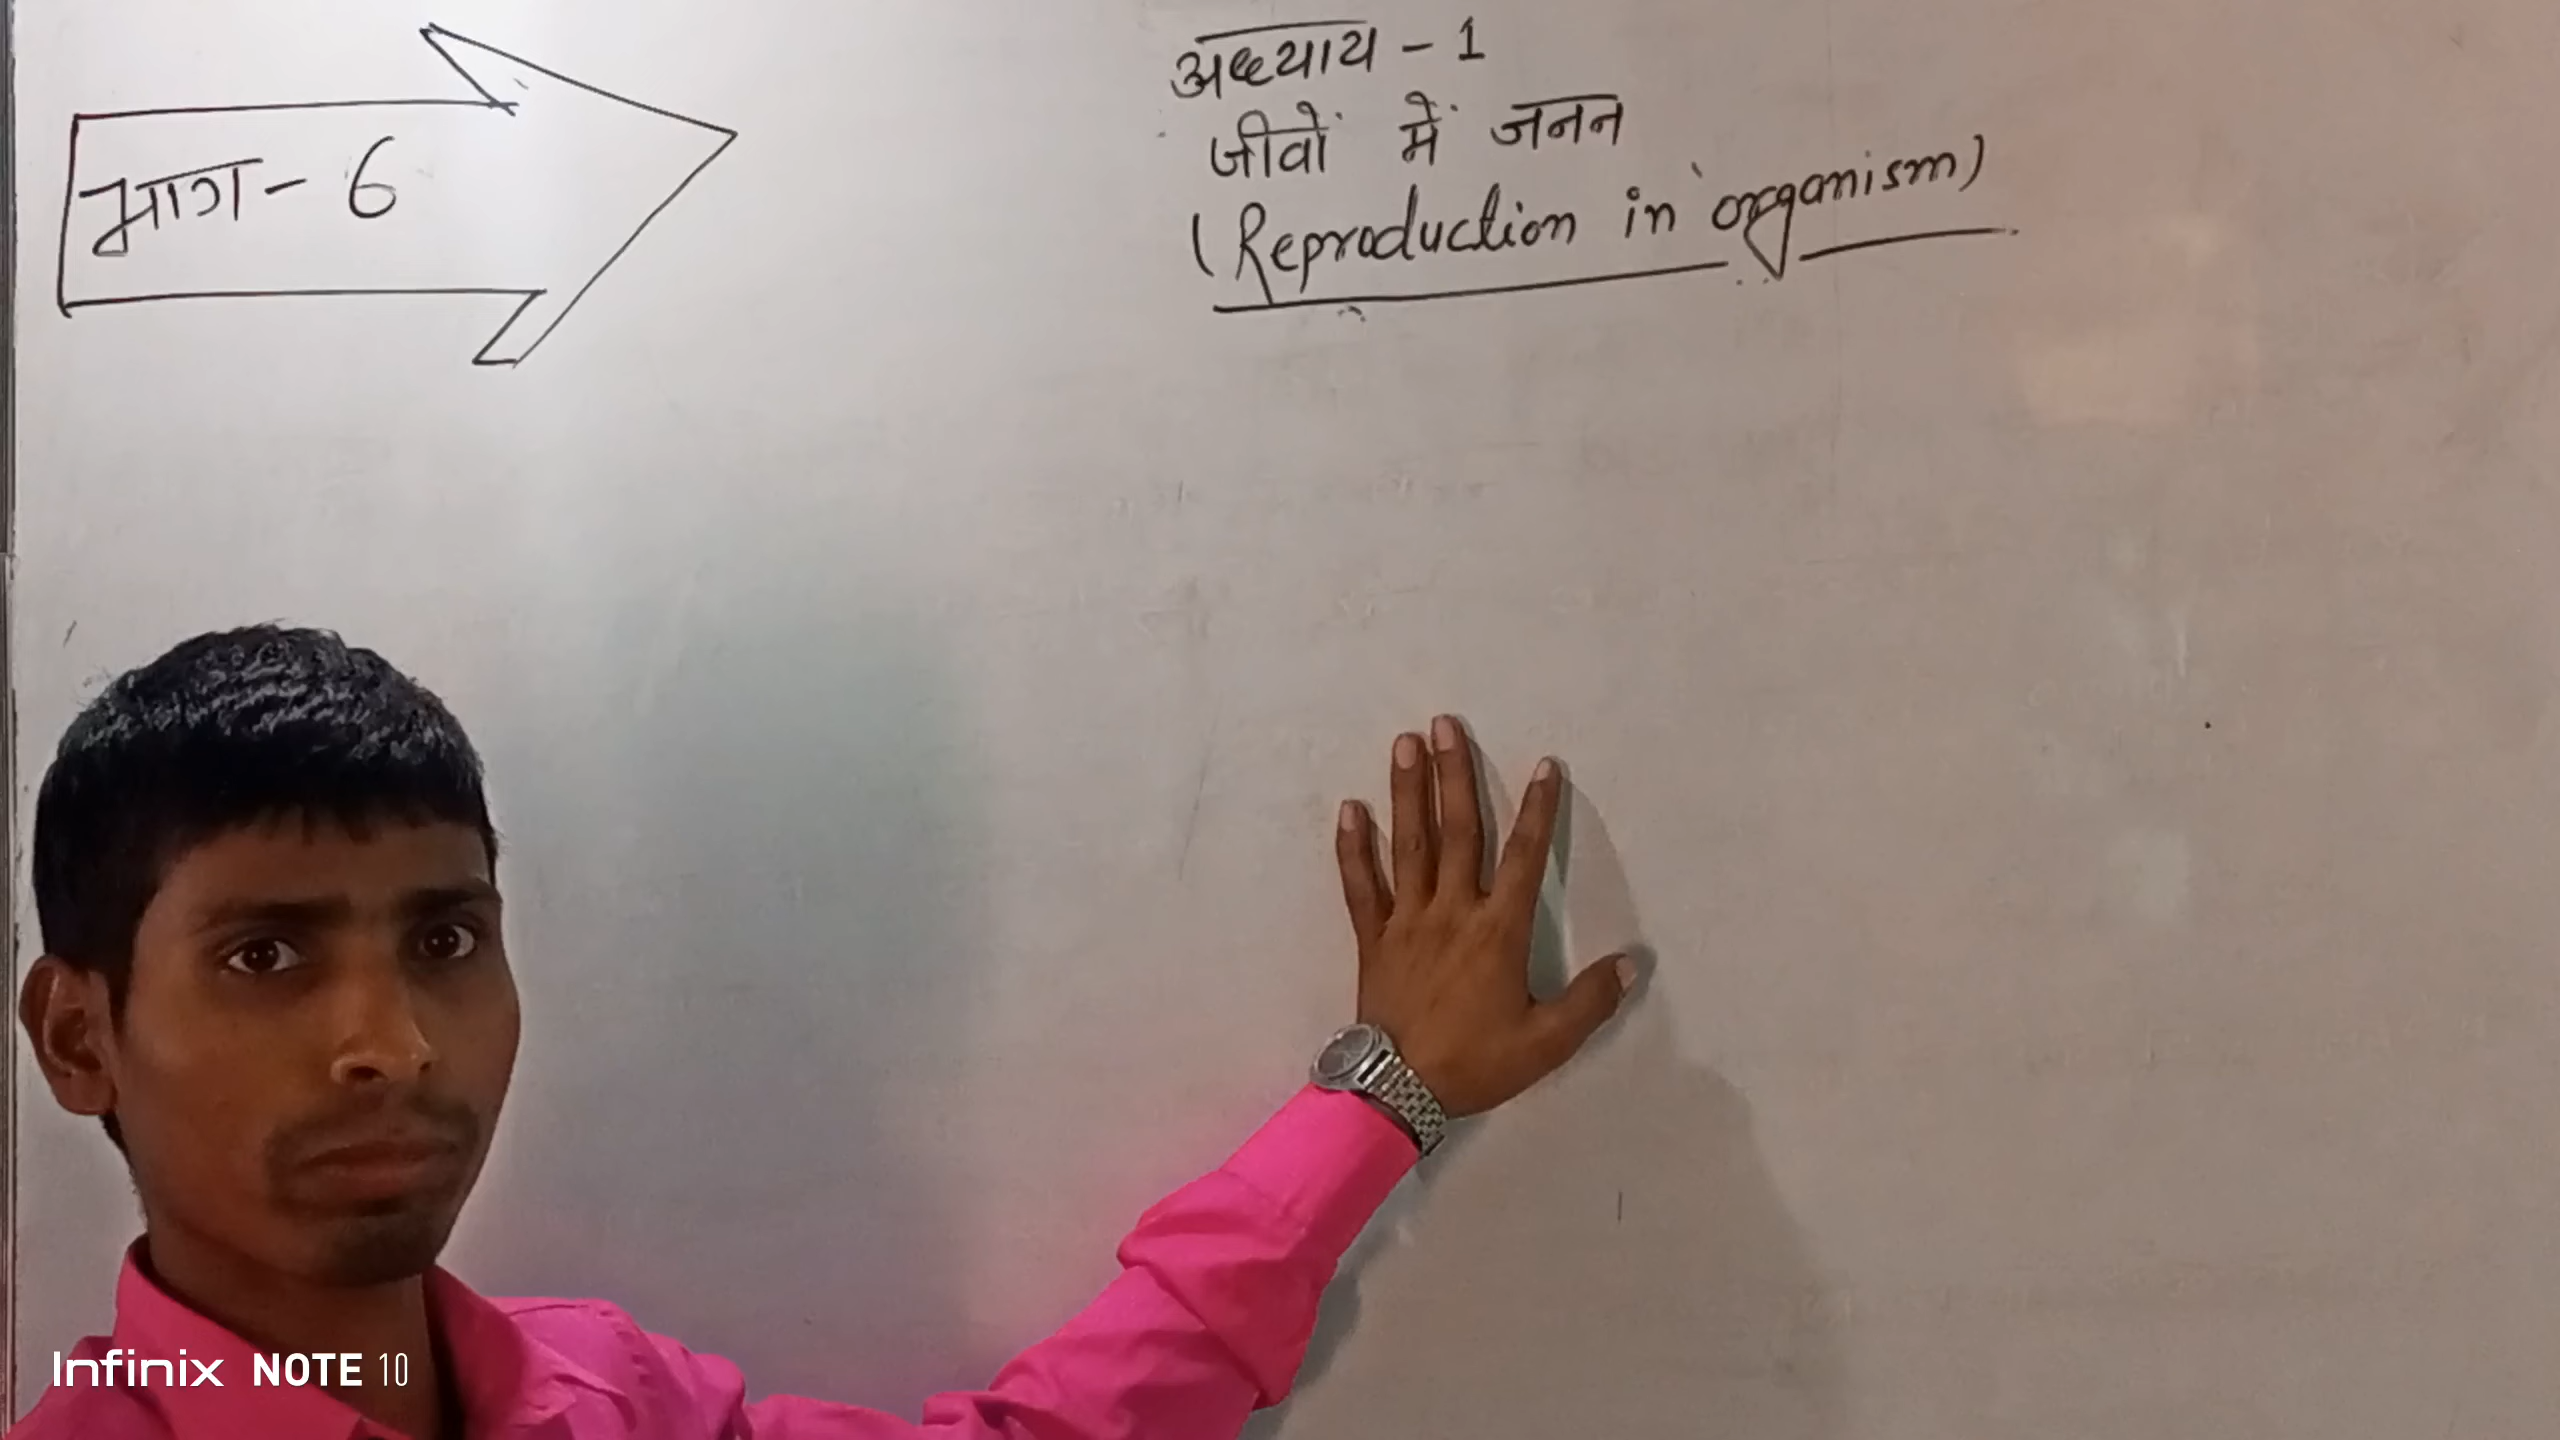 भाग - 6
अध्याय - 1
जीवों में जनन
(Reproduction in organism)
Infinix NOTE 10